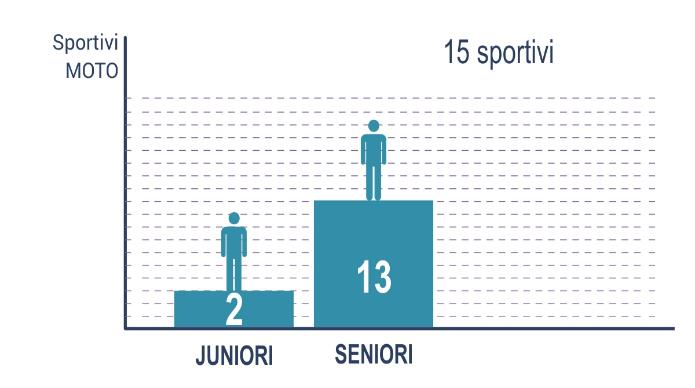 Sportivi
MOTO
15 sportivi
2
13
JUNIORI
SENIORI